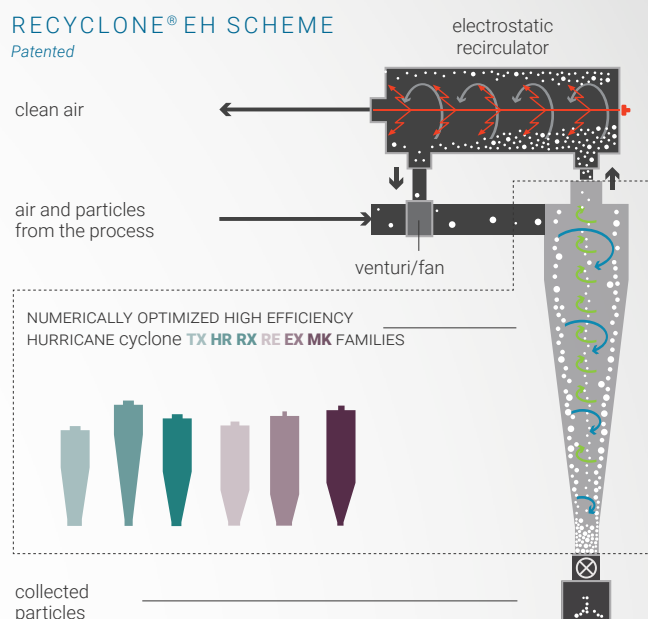 RECYCLONE® EH SCHEME
Patented
electrostatic
recirculator
clean air
air and particles
from the process
venturi/fan
NUMERICALLY OPTIMIZED HIGH EFFICIENCY
HURRICANE cyclone TX HR RX RE EX MK FAMILIES
collected
particles